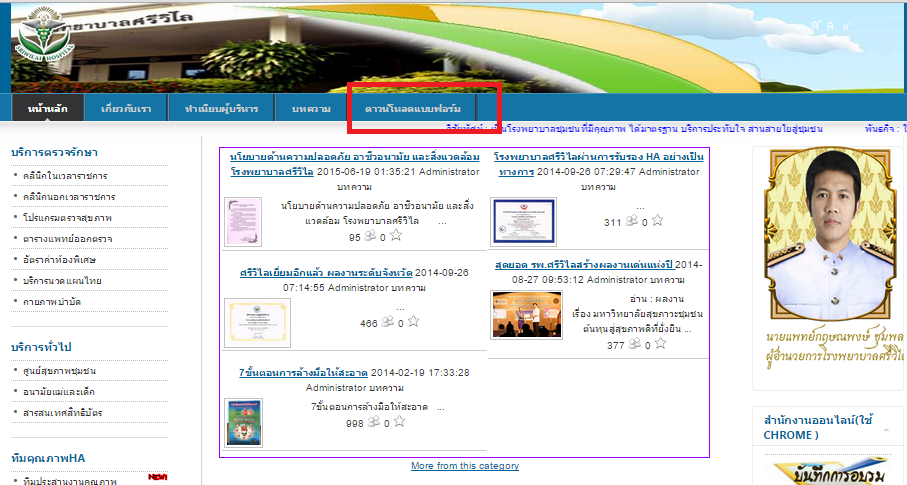 ทยาบาลศรีวิไล
SRIWILAI HOSPITAL
ก ก ก
หน้าหลัก เกี่ยวกับเรา ทำเนียบผู้บริหาร บทความ ดาวน์โหลดแบบฟอร์ม
วิสัยทัศน์ : เป็นโรงพยาบาลชุมชนที่มีคุณภาพ ได้มาตรฐาน บริการประทับใจ สานสายใยสู่ชุมชน พันธกิจ :
บริการตรวจรักษา
คลินิกในเวลาราชการ
คลินิกนอกเวลาราชการ
โปรแกรมตรวจสุขภาพ
ตารางแพทย์ออกตรวจ
อัตราค่าห้องพิเศษ
บริการนวดแผนไทย
กายภาพบำบัด
บริการทั่วไป
ศูนย์สุขภาพชุมชน
อนามัยแม่และเด็ก
สารสนเทศสิทธิบัตร
ทีมคุณภาพHA
ทีมประสานงานคุณภาพ NEW!
นโยบายด้านความปลอดภัย อาชีวอนามัย และสิ่งแวดล้อม
โรงพยาบาลศรีวิไล 2015-06-19 01:35:21 Administrator
บทความ
นโยบายด้านความปลอดภัย อาชีวอนามัย และสิ่ง
แวดล้อม โรงพยาบาลศรีวิไล ...
95 0
โรงพยาบาลศรีวิไลผ่านการรับรอง HA อย่างเป็น
ทางการ 2014-09-26 07:29:47 Administrator
บทความ
...
311 0
ศรีวิไลเยี่ยมอีกแล้ว ผลงานระดับจังหวัด 2014-09-26
07:14:55 Administrator บทความ
...
466 0
สุดยอด รพ.ศรีวิไลสร้างผลงานเด่นแห่งปี 2014-
08-27 09:53:12 Administrator บทความ
อ่าน : ผลงาน
เรื่อง มหาวิทยาลัยสุขภาวะชุมชน
ต้นทุนสู่สุขภาพดีที่ยั่งยืน ...
377 0
7ขั้นตอนการล้างมือให้สะอาด 2014-02-19 17:33:28
Administrator บทความ
7ขั้นตอนการล้างมือให้สะอาด ...
998 0
More from this category
นายแพทย์กฤษณพงษ์ ชุมพล
ผู้อำนวยการโรงพยาบาลศรีวิไล
สำนักงานออนไลน์(ใช้
CHROME )
บันทึกการอบรม